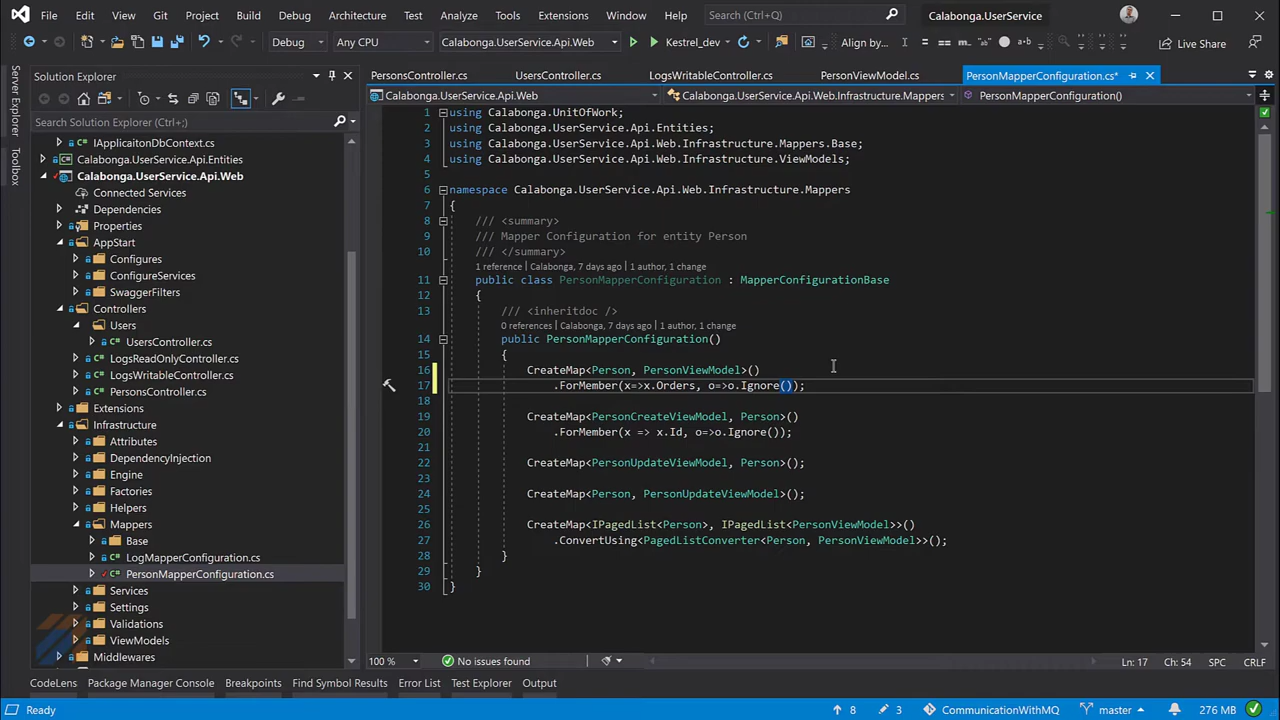 File Edit View Git Project Build Debug Architecture Test Analyze Tools Extensions Window Help Search (Ctrl+Q) Calabonga.UserService
Debug Any CPU Calabonga.UserService.Api.Web Kestrel_dev Align by... Live Share
Server Explorer
Toolbox
Solution Explorer
Search Solution Explorer (Ctrl+;)
IApplicaitonDbContext.cs
Calabonga.UserService.Api.Entities
Calabonga.UserService.Api.Web
Connected Services
Dependencies
Properties
AppStart
Configures
ConfigureServices
SwaggerFilters
Controllers
Users
UsersController.cs
LogsReadOnlyController.cs
LogsWritableController.cs
PersonsController.cs
Extensions
Infrastructure
Attributes
DependencyInjection
Engine
Factories
Helpers
Mappers
Base
LogMapperConfiguration.cs
PersonMapperConfiguration.cs
Services
Settings
Validations
ViewModels
Middlewares
PersonsController.cs UsersController.cs LogsWritableController.cs PersonViewModel.cs PersonMapperConfiguration.cs*
Calabonga.UserService.Api.Web Calabonga.UserService.Api.Web.Infrastructure.Mappers PersonMapperConfiguration()
1 using Calabonga.UnitOfWork;
2 using Calabonga.UserService.Api.Entities;
3 using Calabonga.UserService.Api.Web.Infrastructure.Mappers.Base;
4 using Calabonga.UserService.Api.Web.Infrastructure.ViewModels;
5
6 namespace Calabonga.UserService.Api.Web.Infrastructure.Mappers
7 {
8 /// <summary>
9 /// Mapper Configuration for entity Person
10 /// </summary>
1 reference | Calabonga, 7 days ago | 1 author, 1 change
11 public class PersonMapperConfiguration : MapperConfigurationBase
12 {
13 /// <inheritdoc />
0 references | Calabonga, 7 days ago | 1 author, 1 change
14 public PersonMapperConfiguration()
15 {
16 CreateMap<Person, PersonViewModel>()
17 .ForMember(x=>x.Orders, o=>o.Ignore());
18
19 CreateMap<PersonCreateViewModel, Person>()
20 .ForMember(x => x.Id, o=>o.Ignore());
21
22 CreateMap<PersonUpdateViewModel, Person>();
23
24 CreateMap<Person, PersonUpdateViewModel>();
25
26 CreateMap<IPagedList<Person>, IPagedList<PersonViewModel>>()
27 .ConvertUsing<PagedListConverter<Person, PersonViewModel>>();
28 }
29 }
30 }
100 % No issues found Ln: 17 Ch: 54 SPC CRLF
CodeLens Package Manager Console Breakpoints Find Symbol Results Error List Test Explorer Output
Ready 8 3 CommunicationWithMQ master 276 MB